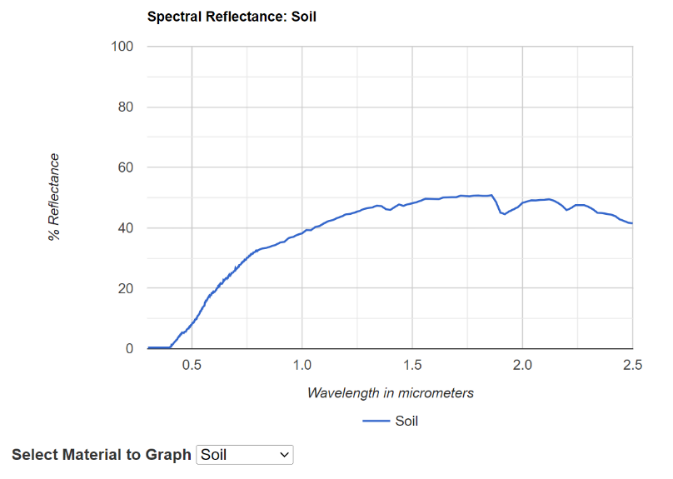 Spectral Reflectance: Soil
100
80
60
40
20
0
% Reflectance
0.5 1.0 1.5 2.0 2.5
Wavelength in micrometers
Soil
Select Material to Graph Soil